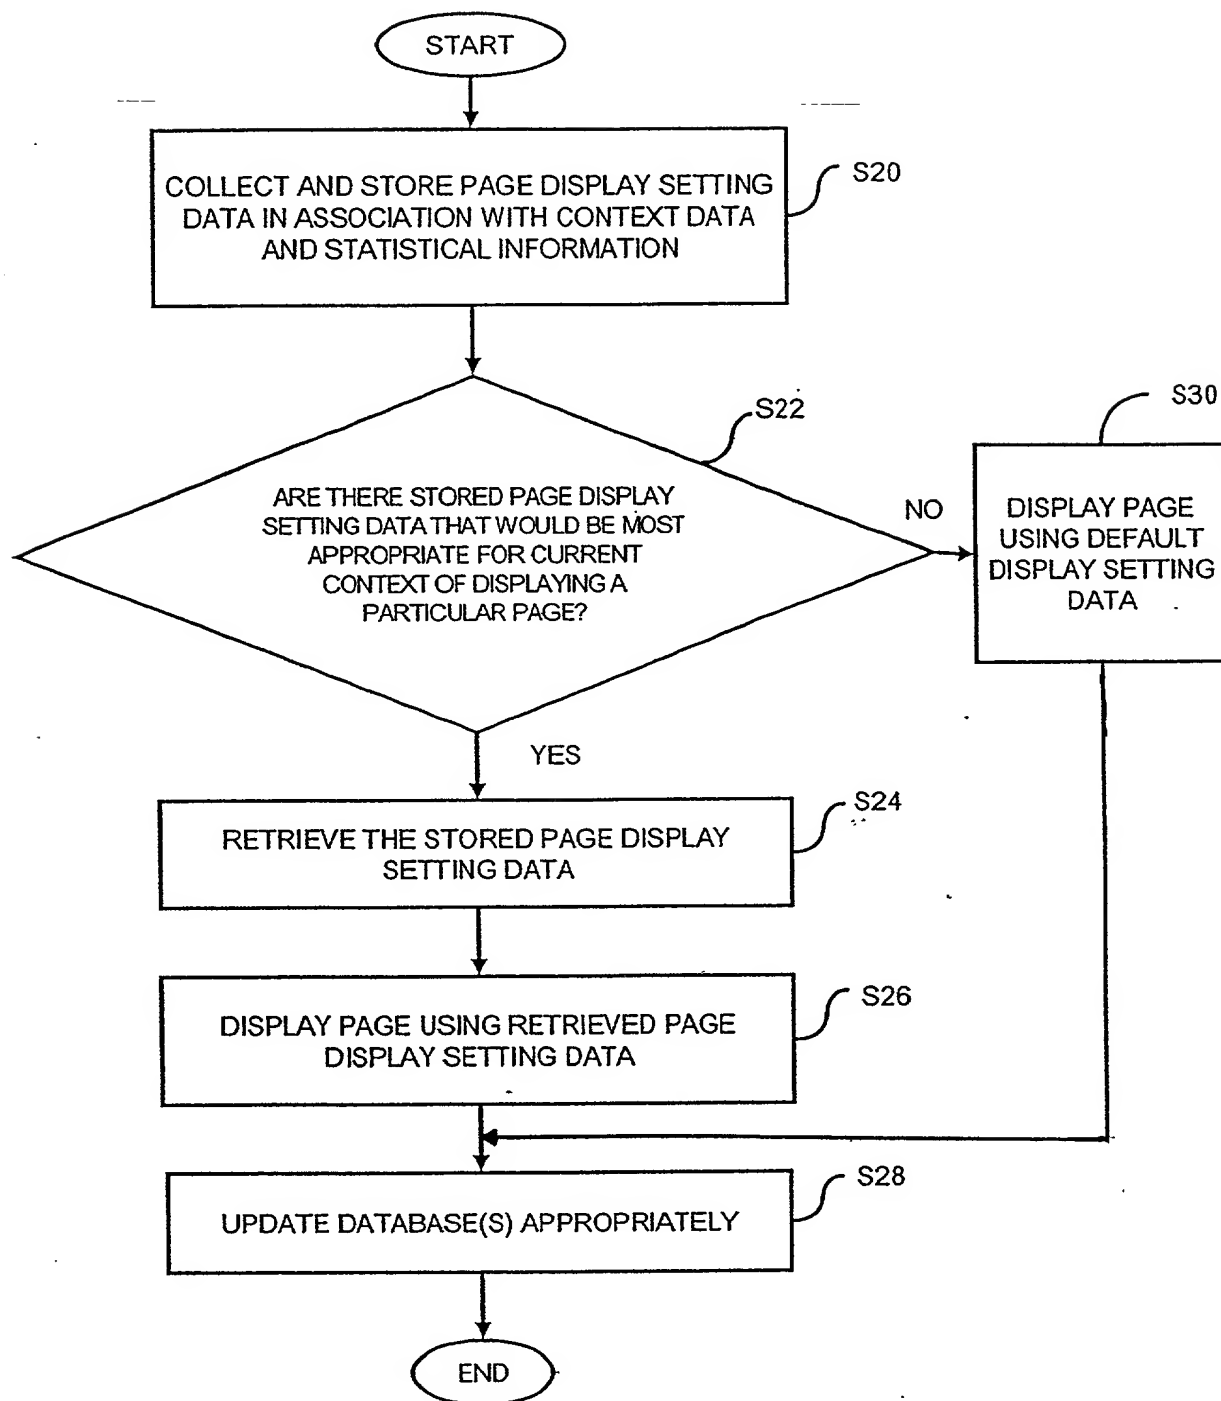 START
COLLECT AND STORE PAGE DISPLAY SETTING
DATA IN ASSOCIATION WITH CONTEXT DATA
AND STATISTICAL INFORMATION
S20
S22
ARE THERE STORED PAGE DISPLAY
SETTING DATA THAT WOULD BE MOST
APPROPRIATE FOR CURRENT
CONTEXT OF DISPLAYING A
PARTICULAR PAGE?
NO
S30
DISPLAY PAGE
USING DEFAULT
DISPLAY SETTING
DATA
YES
S24
RETRIEVE THE STORED PAGE DISPLAY
SETTING DATA
S26
DISPLAY PAGE USING RETRIEVED PAGE
DISPLAY SETTING DATA
S28
UPDATE DATABASE(S) APPROPRIATELY
END